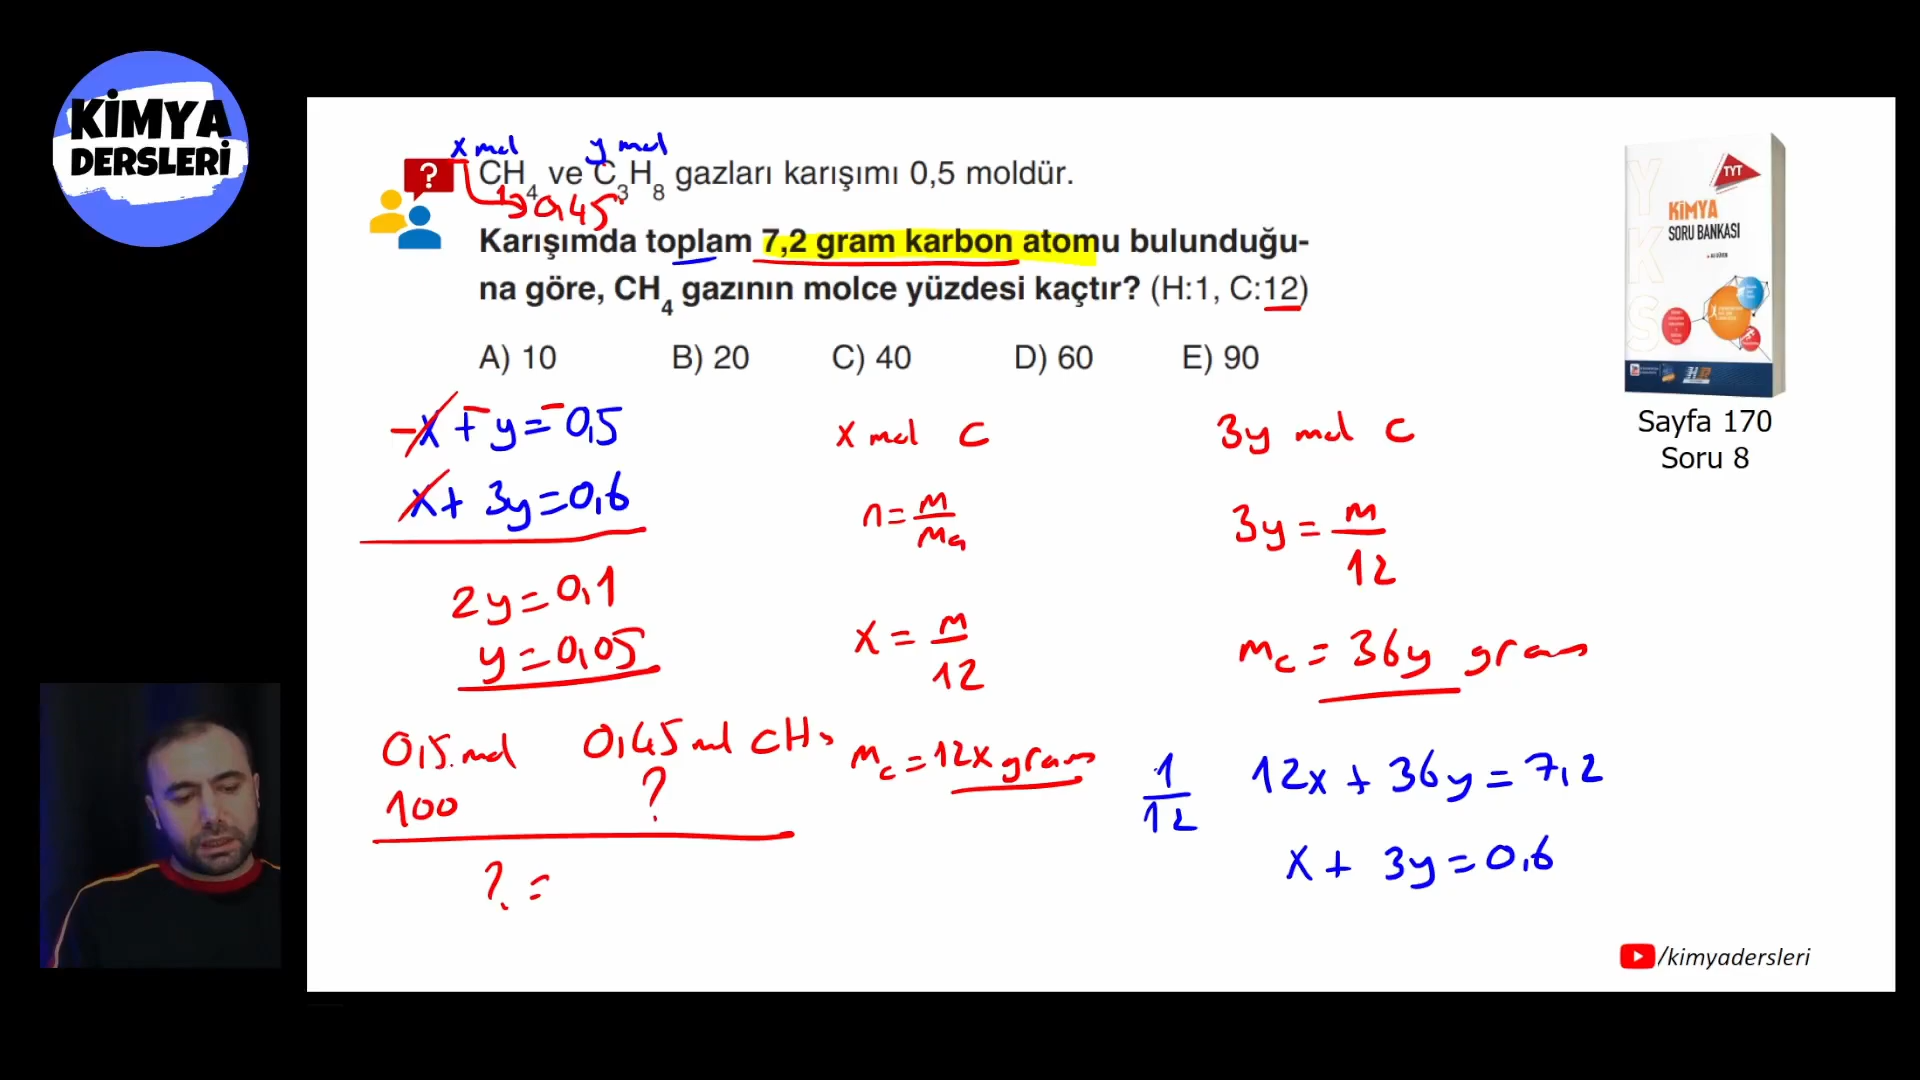 KİMYA
DERSLERİ
x mol y mol
?
CH4 ve C3H8 gazları karışımı 0,5 moldür.
0,45
Karışımda toplam 7,2 gram karbon atomu bulunduğu-
na göre, CH4 gazının molce yüzdesi kaçtır? (H:1, C:12)
A) 10 B) 20 C) 40 D) 60 E) 90
-x + y = 0,5
x + 3y = 0,6
2y = 0,1
y = 0,05
0,5 mol 0,45 mol CH4
100 ?
? =
x mol C
n = m/Ma
x = m/12
mc = 12x gram
3y mol C
3y = m/12
mc = 36y gram
1/12 12x + 36y = 7,2
x + 3y = 0,6
YKS
TYT
KİMYA
SORU BANKASI
Sayfa 170
Soru 8
/kimyadersleri